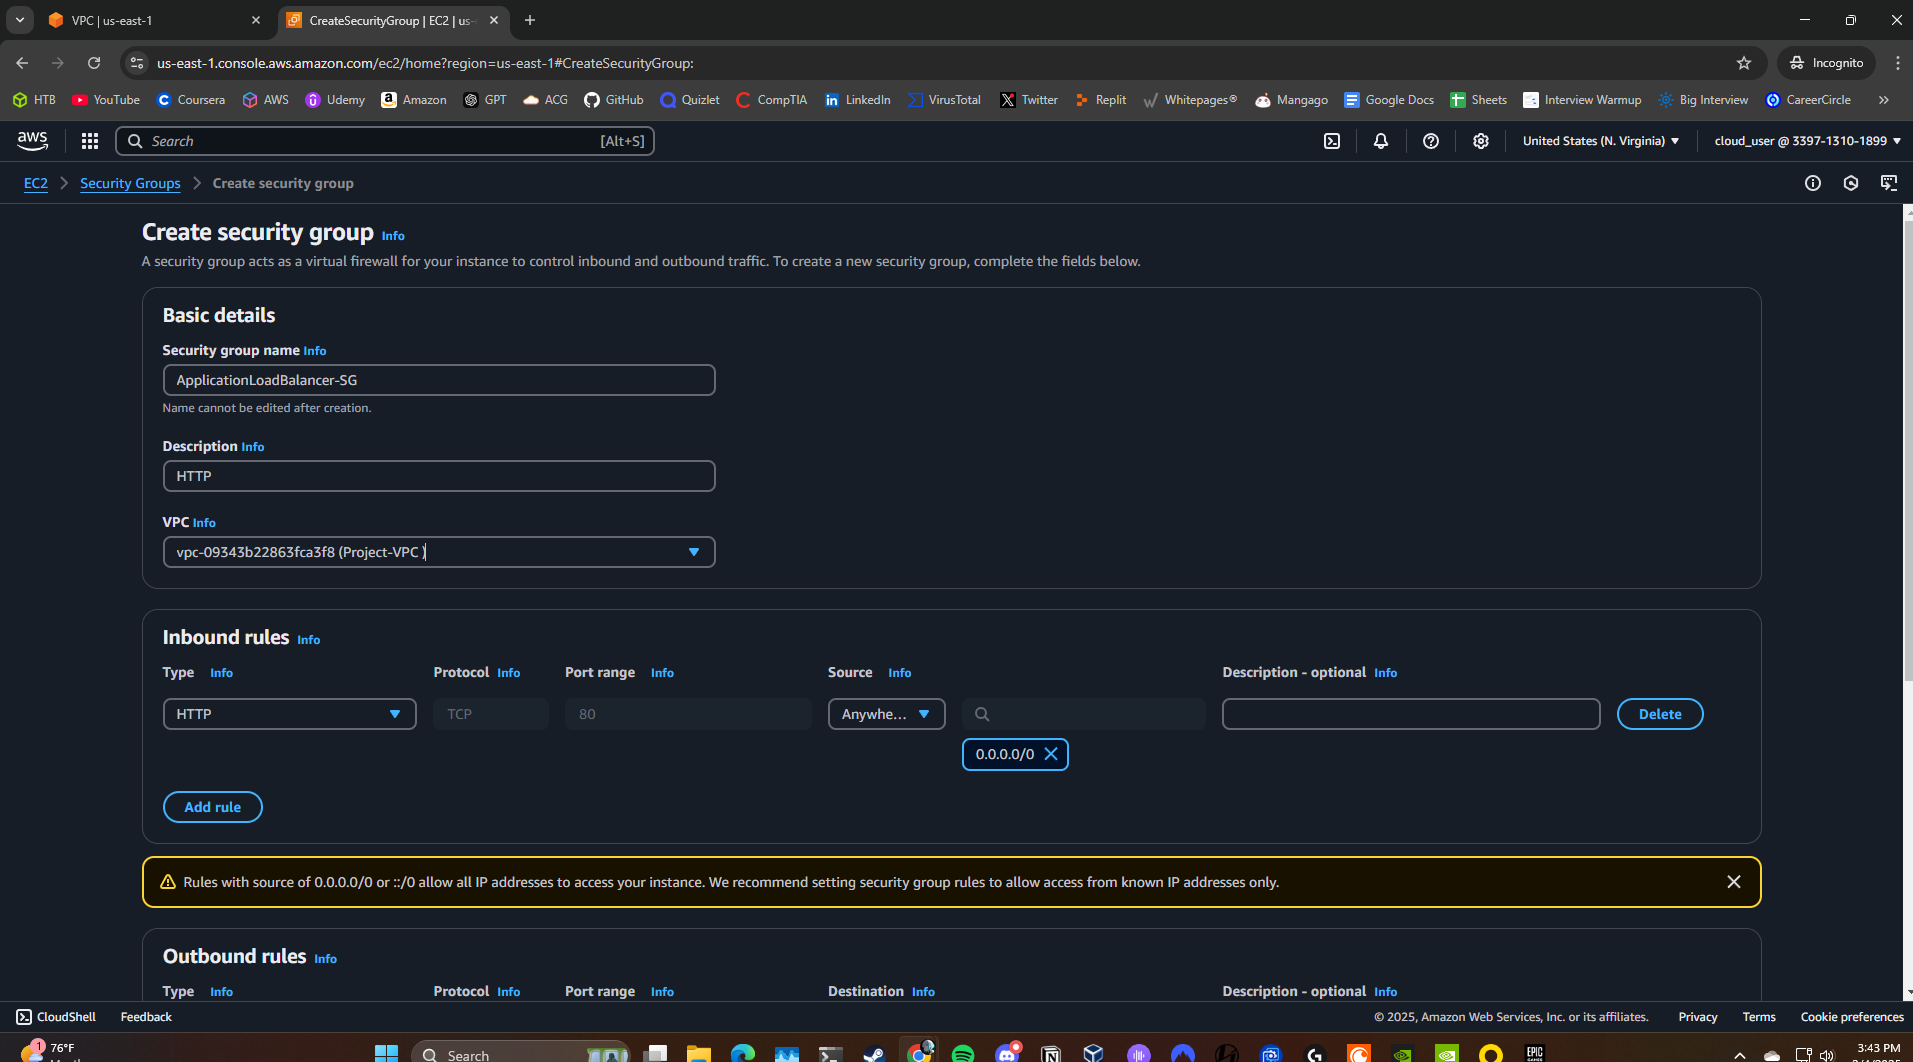 VPC | us-east-1
CreateSecurityGroup | EC2 | us-
us-east-1.console.aws.amazon.com/ec2/home?region=us-east-1#CreateSecurityGroup:
Incognito
HTB YouTube Coursera AWS Udemy Amazon GPT ACG GitHub Quizlet CompTIA LinkedIn VirusTotal Twitter Replit Whitepages® Mangago Google Docs Sheets Interview Warmup Big Interview CareerCircle
aws Search [Alt+S] United States (N. Virginia) cloud_user @ 3397-1310-1899
EC2 Security Groups Create security group
Create security group Info
A security group acts as a virtual firewall for your instance to control inbound and outbound traffic. To create a new security group, complete the fields below.
Basic details
Security group name Info
ApplicationLoadBalancer-SG
Name cannot be edited after creation.
Description Info
HTTP
VPC Info
vpc-09343b22863fca3f8 (Project-VPC )
Inbound rules Info
Type Info Protocol Info Port range Info Source Info Description - optional Info
HTTP TCP 80 Anywhe... Delete
0.0.0.0/0
Add rule
Rules with source of 0.0.0.0/0 or ::/0 allow all IP addresses to access your instance. We recommend setting security group rules to allow access from known IP addresses only.
Outbound rules Info
Type Info Protocol Info Port range Info Destination Info Description - optional Info
CloudShell Feedback © 2025, Amazon Web Services, Inc. or its affiliates. Privacy Terms Cookie preferences
1 76°F Search EPIC GAMES 3:43 PM